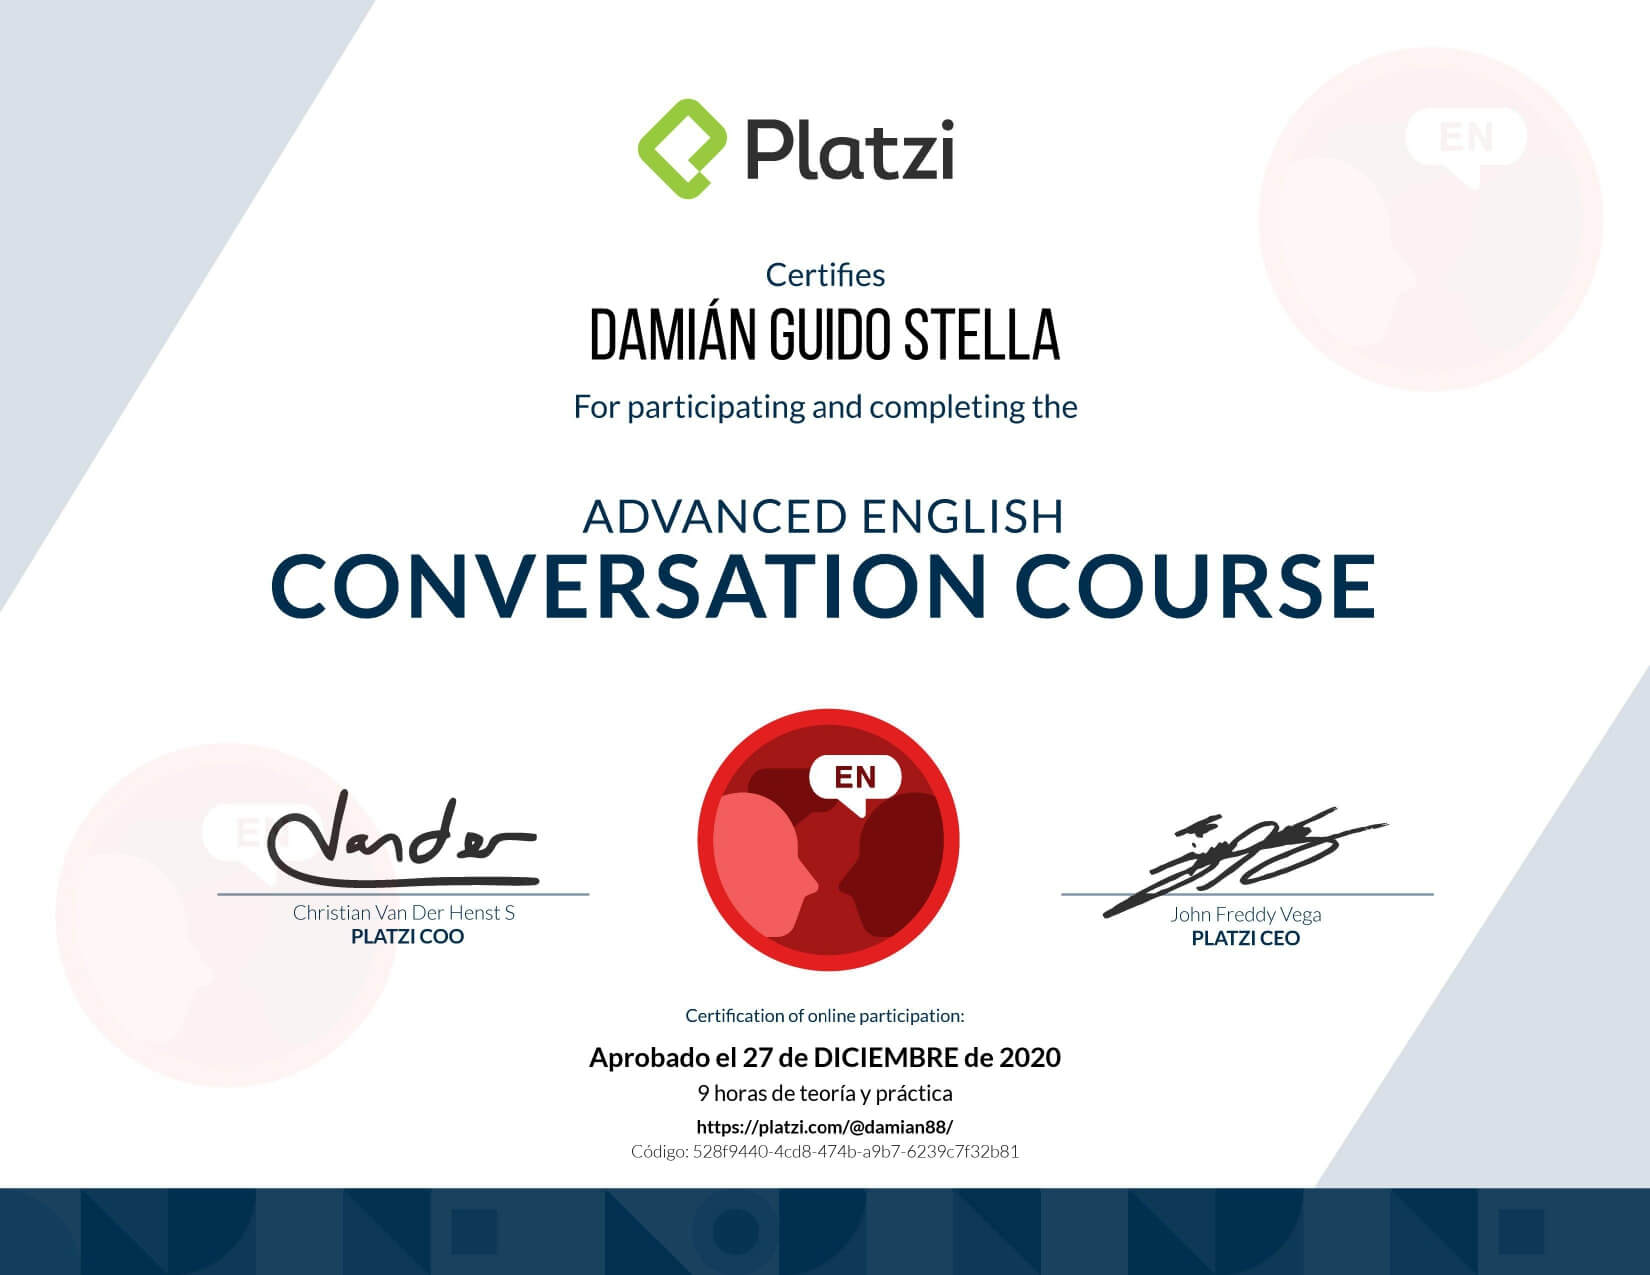 Platzi
EN
Certifies
DAMIÁN GUIDO STELLA
For participating and completing the
ADVANCED ENGLISH
CONVERSATION COURSE
EN
EN
Vander
Christian Van Der Henst S
PLATZI COO
John Freddy Vega
PLATZI CEO
Certification of online participation:
Aprobado el 27 de DICIEMBRE de 2020
9 horas de teoría y práctica
https://platzi.com/@damian88/
Código: 528f9440-4cd8-474b-a9b7-6239c7f32b81